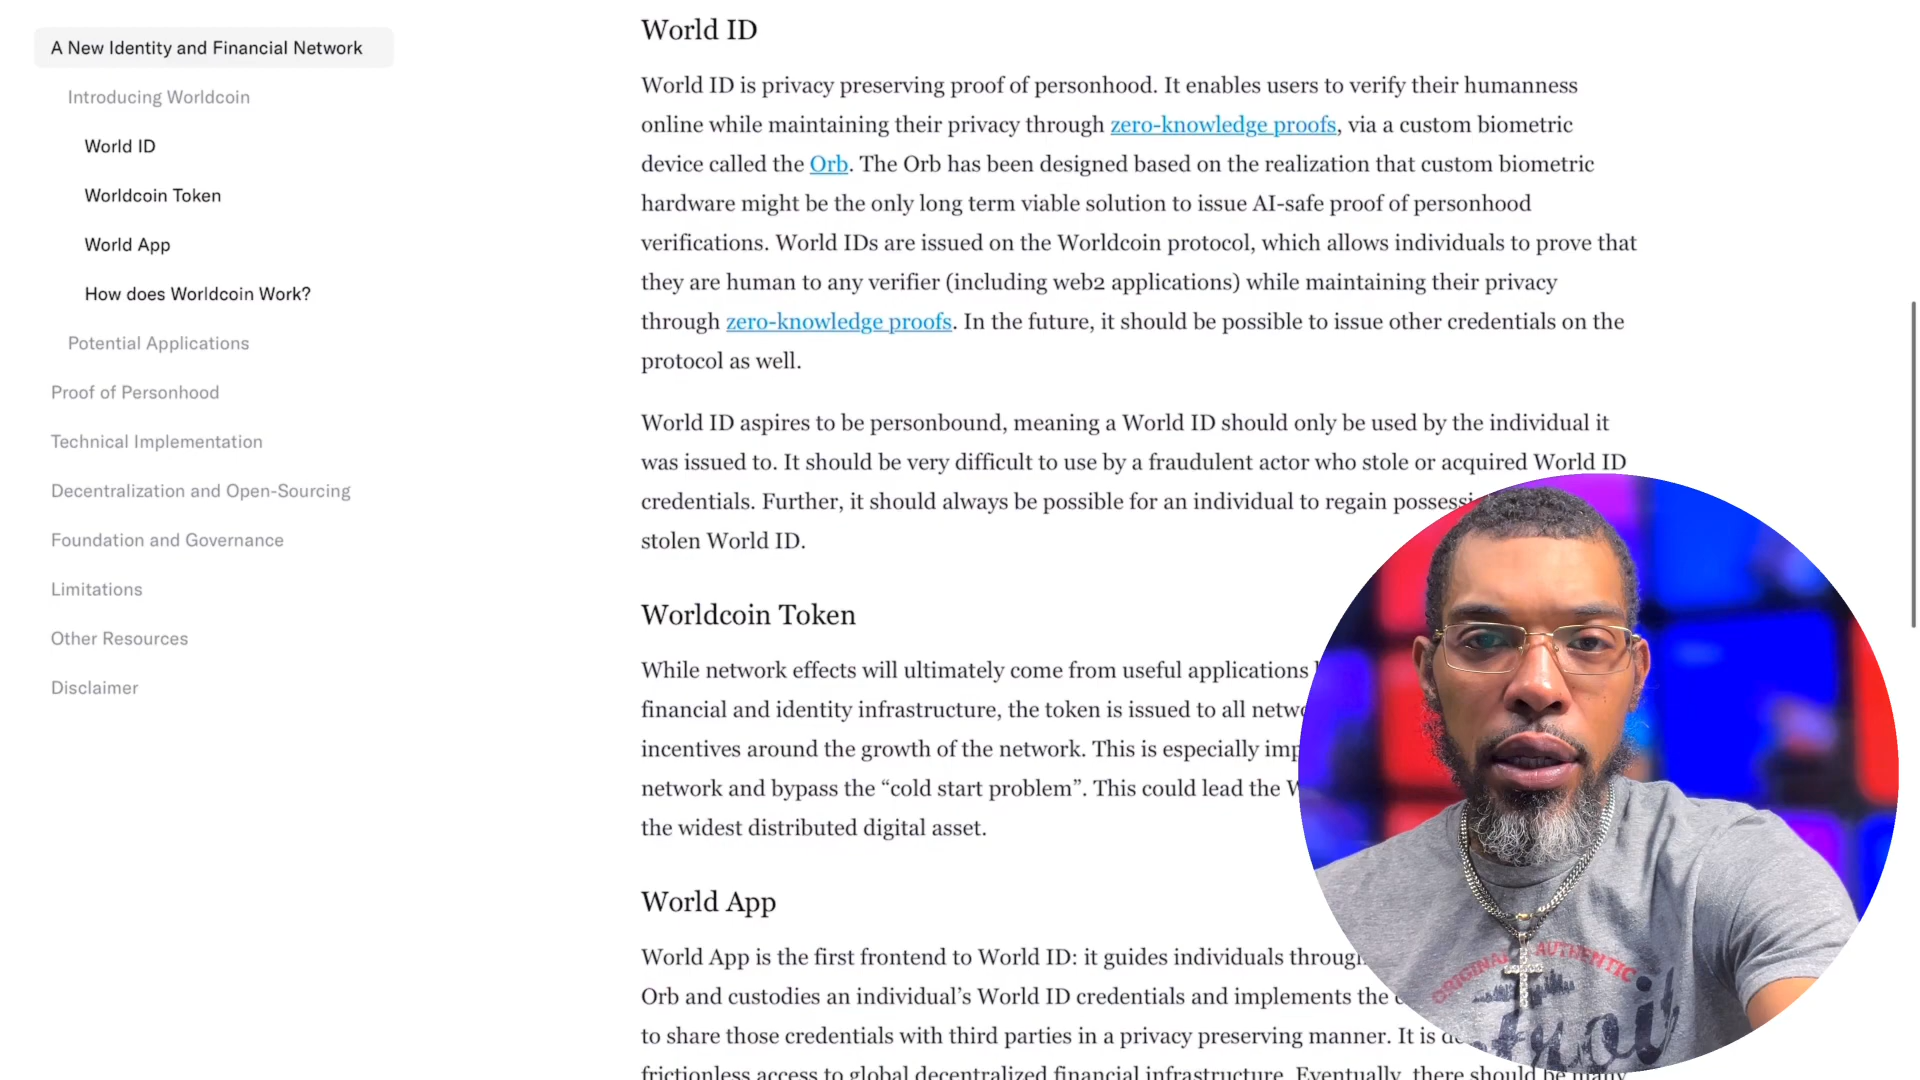 A New Identity and Financial Network
Introducing Worldcoin
World ID
Worldcoin Token
World App
How does Worldcoin Work?
Potential Applications
Proof of Personhood
Technical Implementation
Decentralization and Open-Sourcing
Foundation and Governance
Limitations
Other Resources
Disclaimer
World ID
World ID is privacy preserving proof of personhood. It enables users to verify their humanness
online while maintaining their privacy through zero-knowledge proofs, via a custom biometric
device called the Orb. The Orb has been designed based on the realization that custom biometric
hardware might be the only long term viable solution to issue AI-safe proof of personhood
verifications. World IDs are issued on the Worldcoin protocol, which allows individuals to prove that
they are human to any verifier (including web2 applications) while maintaining their privacy
through zero-knowledge proofs. In the future, it should be possible to issue other credentials on the
protocol as well.
World ID aspires to be personbound, meaning a World ID should only be used by the individual it
was issued to. It should be very difficult to use by a fraudulent actor who stole or acquired World ID
credentials. Further, it should always be possible for an individual to regain
stolen World ID.
Worldcoin Token
While network effects will ultimately come from useful applications
financial and identity infrastructure, the token is issued to all
incentives around the growth of the network. This is especially
network and bypass the “cold start problem”. This could lead the
the widest distributed digital asset.
World App
World App is the first frontend to World ID: it guides individuals
Orb and custodies an individual’s World ID credentials and implements the
to share those credentials with third parties in a privacy preserving manner. It is
frictionless access to global decentralized financial infrastructure. Eventually, there should be many
ORIGINAL AUTHENTIC